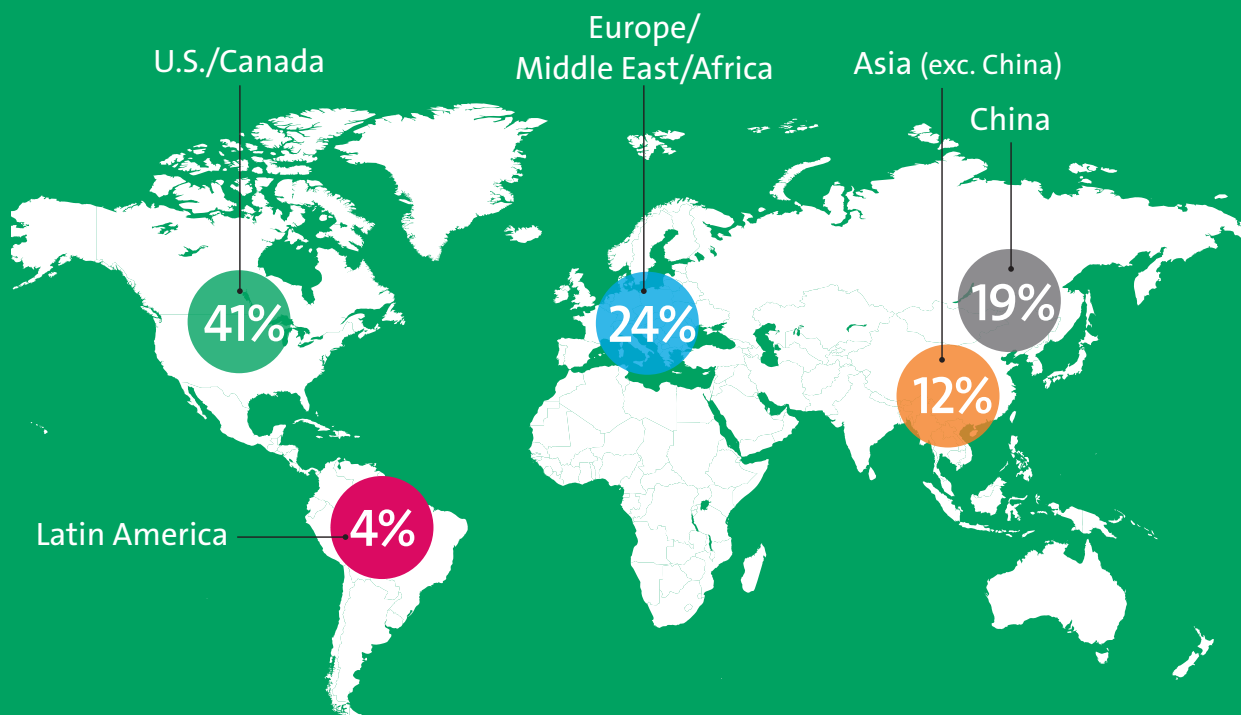 U.S./Canada
Europe/
Middle East/Africa
Asia (exc. China)
China
41%
24%
19%
12%
Latin America
4%